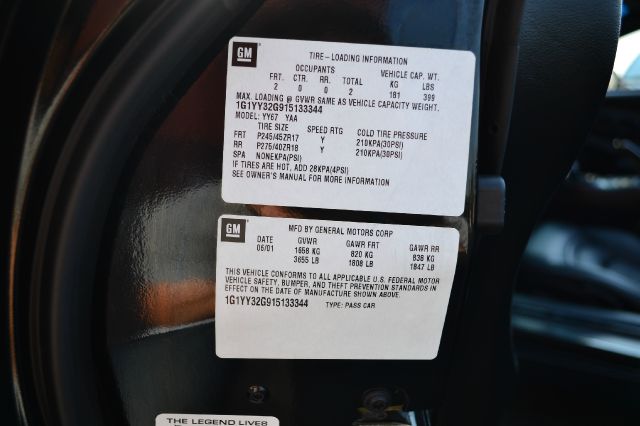 GM
TIRE-LOADING INFORMATION
OCCUPANTS VEHICLE CAP. WT.
FRT. CTR. RR. TOTAL KG LBS
2 0 0 2 181 399
MAX. LOADING @ GVWR SAME AS VEHICLE CAPACITY WEIGHT.
1G1YY32G915133344
MODEL: YY67 YAA
TIRE SIZE SPEED RTG COLD TIRE PRESSURE
FRT P245/45ZR17 Y 210KPA(30PSI)
RR P275/40ZR18 Y 210KPA(30PSI)
SPA NONEKPA(PSI)
IF TIRES ARE HOT, ADD 28KPA(4PSI)
SEE OWNER'S MANUAL FOR MORE INFORMATION
GM
MFD BY GENERAL MOTORS CORP
DATE GVWR GAWR FRT GAWR RR
06/01 1658 KG 820 KG 838 KG
3655 LB 1808 LB 1847 LB
THIS VEHICLE CONFORMS TO ALL APPLICABLE U.S. FEDERAL MOTOR
VEHICLE SAFETY, BUMPER, AND THEFT PREVENTION STANDARDS IN
EFFECT ON THE DATE OF MANUFACTURE SHOWN ABOVE.
1G1YY32G915133344 TYPE: PASS CAR
THE LEGEND LIVES